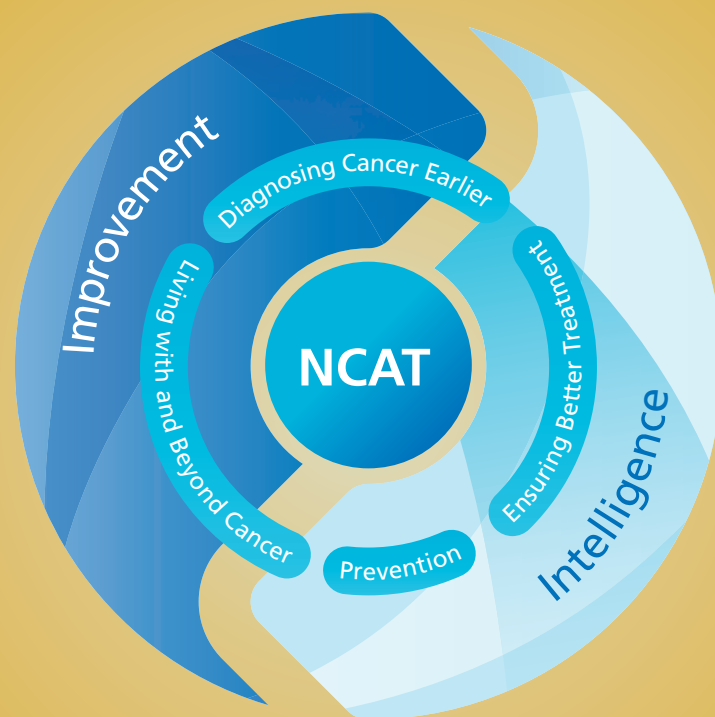 Improvement
Diagnosing Cancer Earlier
Living with and Beyond Cancer
NCAT
Ensuring Better Treatment
Prevention
Intelligence